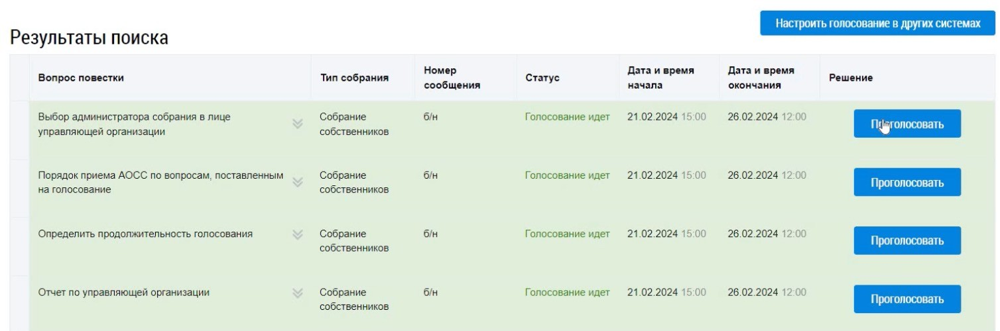 Настроить голосование в других системах
Результаты поиска
Вопрос повестки
Тип собрания
Номер
сообщения
Статус
Дата и время
начала
Дата и время
окончания
Решение
Выбор администратора собрания в лице
управляющей организации
Собрание
собственников
б/н
Голосование идет
21.02.2024 15:00
26.02.2024 12:00
Проголосовать
Порядок приема АОСС по вопросам, поставленным
на голосование
Собрание
собственников
б/н
Голосование идет
21.02.2024 15:00
26.02.2024 12:00
Проголосовать
Определить продолжительность голосования
Собрание
собственников
б/н
Голосование идет
21.02.2024 15:00
26.02.2024 12:00
Проголосовать
Отчет по управляющей организации
Собрание
собственников
б/н
Голосование идет
21.02.2024 15:00
26.02.2024 12:00
Проголосовать